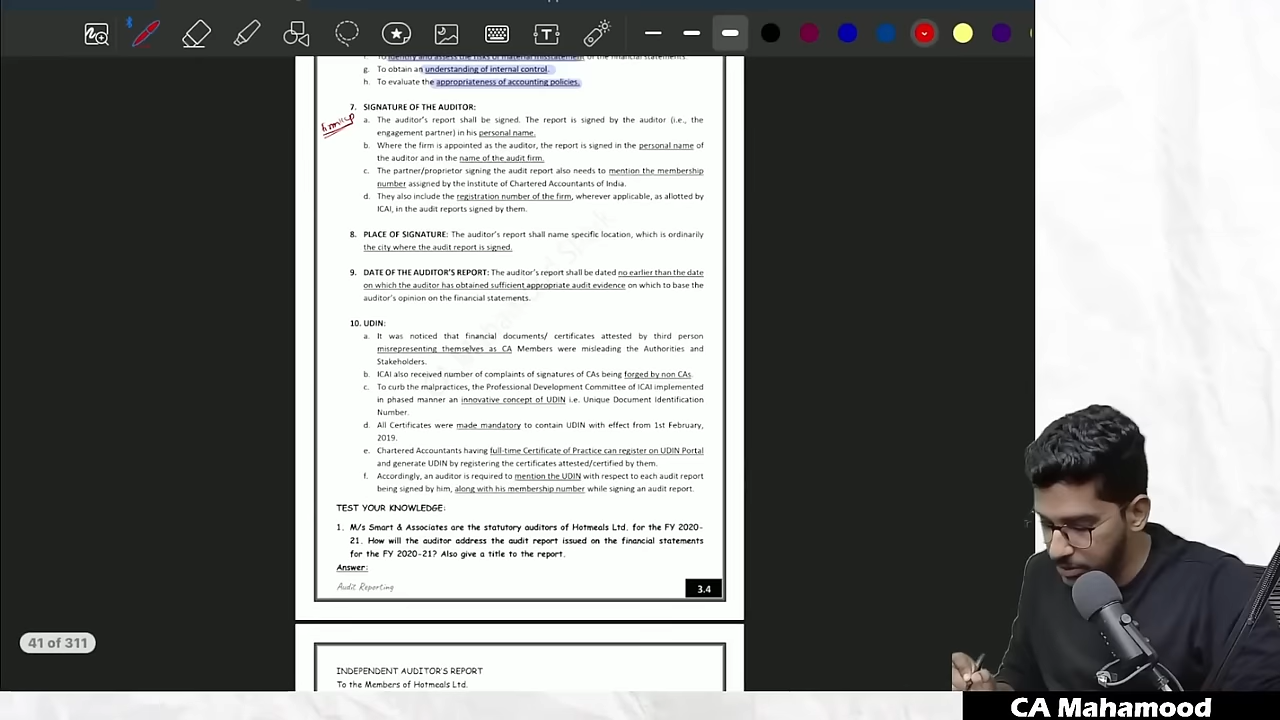 f. To identify and assess the risks of material misstatement of the financial statements.
g. To obtain an understanding of internal control.
h. To evaluate the appropriateness of accounting policies.
7. SIGNATURE OF THE AUDITOR:
a. The auditor's report shall be signed. The report is signed by the auditor (i.e., the
engagement partner) in his personal name.
b. Where the firm is appointed as the auditor, the report is signed in the personal name of
the auditor and in the name of the audit firm.
c. The partner/proprietor signing the audit report also needs to mention the membership
number assigned by the Institute of Chartered Accountants of India.
d. They also include the registration number of the firm, wherever applicable, as allotted by
ICAI, in the audit reports signed by them.
8. PLACE OF SIGNATURE: The auditor's report shall name specific location, which is ordinarily
the city where the audit report is signed.
9. DATE OF THE AUDITOR'S REPORT: The auditor's report shall be dated no earlier than the date
on which the auditor has obtained sufficient appropriate audit evidence on which to base the
auditor's opinion on the financial statements.
10. UDIN:
a. It was noticed that financial documents/ certificates attested by third person
misrepresenting themselves as CA Members were misleading the Authorities and
Stakeholders.
b. ICAI also received number of complaints of signatures of CAs being forged by non CAs.
c. To curb the malpractices, the Professional Development Committee of ICAI implemented
in phased manner an innovative concept of UDIN i.e. Unique Document Identification
Number.
d. All Certificates were made mandatory to contain UDIN with effect from 1st February,
2019.
e. Chartered Accountants having full-time Certificate of Practice can register on UDIN Portal
and generate UDIN by registering the certificates attested/certified by them.
f. Accordingly, an auditor is required to mention the UDIN with respect to each audit report
being signed by him, along with his membership number while signing an audit report.
TEST YOUR KNOWLEDGE:
1. M/s Smart & Associates are the statutory auditors of Hotmeals Ltd. for the FY 2020-
21. How will the auditor address the audit report issued on the financial statements
for the FY 2020-21? Also give a title to the report.
Answer:
Audit Reporting
3.4
41 of 311
INDEPENDENT AUDITOR'S REPORT
To the Members of Hotmeals Ltd.
CA Mahamood